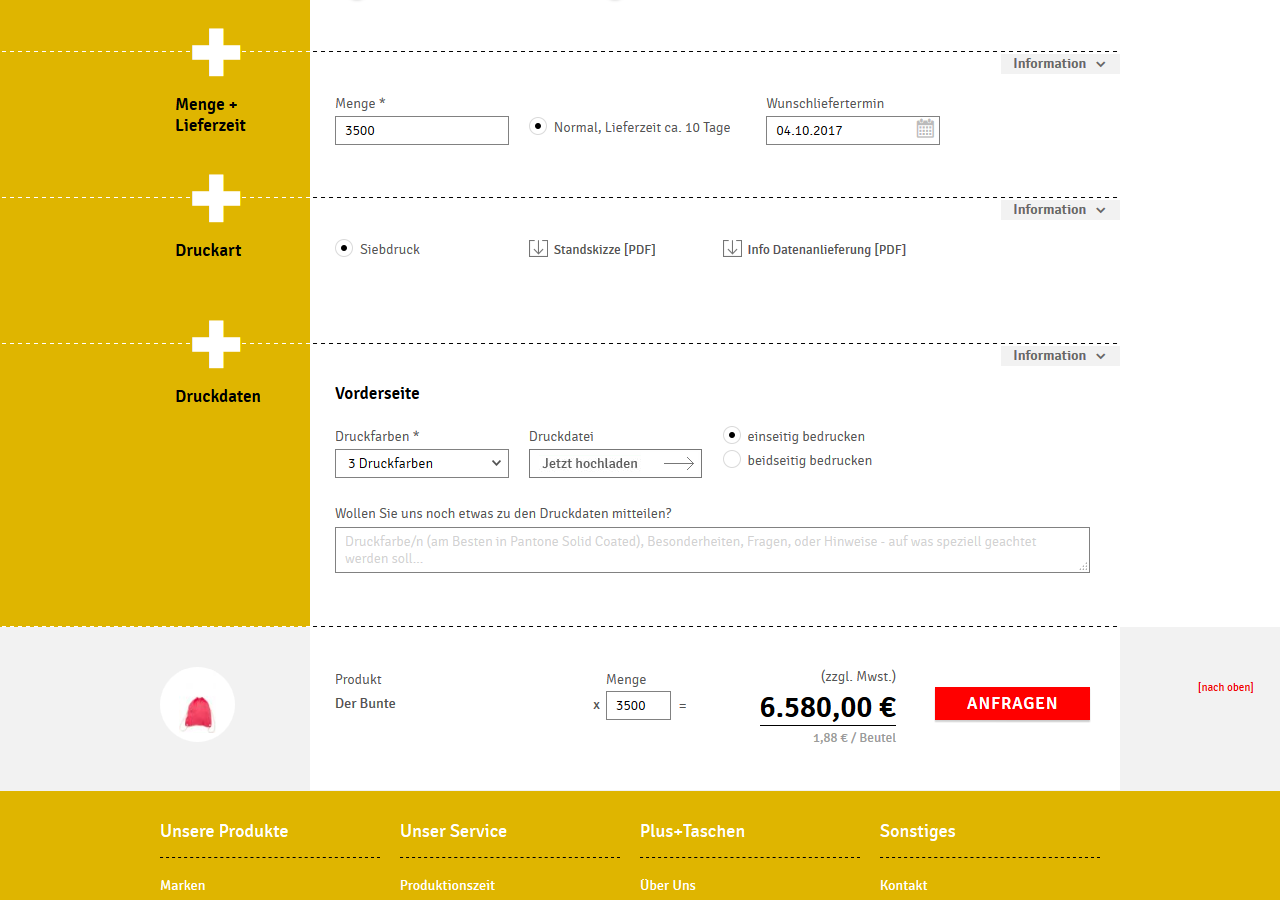 Information
Menge +
Lieferzeit
Menge *
3500
Normal, Lieferzeit ca. 10 Tage
Wunschliefertermin
04.10.2017
Information
Druckart
Siebdruck
Standskizze [PDF]
Info Datenanlieferung [PDF]
Information
Druckdaten
Vorderseite
Druckfarben *
3 Druckfarben
Druckdatei
Jetzt hochladen
einseitig bedrucken
beidseitig bedrucken
Wollen Sie uns noch etwas zu den Druckdaten mitteilen?
Druckfarbe/n (am Besten in Pantone Solid Coated), Besonderheiten, Fragen, oder Hinweise - auf was speziell geachtet
werden soll...
Produkt
Der Bunte
Menge
x 3500 =
(zzgl. Mwst.)
6.580,00 €
1,88 € / Beutel
ANFRAGEN
[nach oben]
Unsere Produkte
Marken
Unser Service
Produktionszeit
Plus+Taschen
Über Uns
Sonstiges
Kontakt